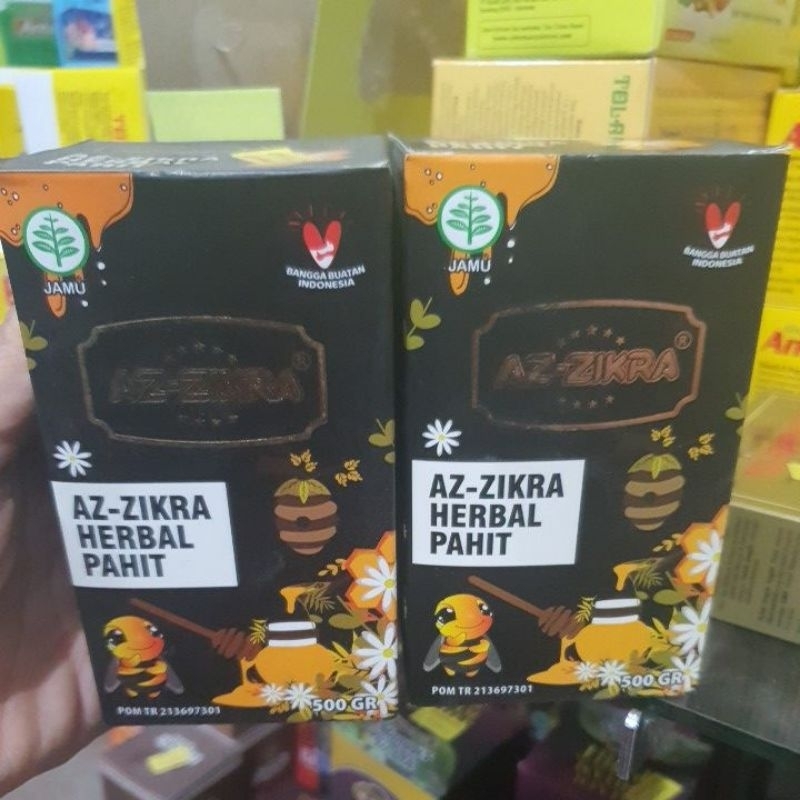 JAMU
BANGGA BUATAN
INDONESIA
AZ-ZIKRA®
AZ-ZIKRA
HERBAL
PAHIT
POM TR 213697301
500 GR
JAMU
BANGGA BUATAN
INDONESIA
AZ-ZIKRA®
AZ-ZIKRA
HERBAL
PAHIT
POM TR 213697301
500 GR